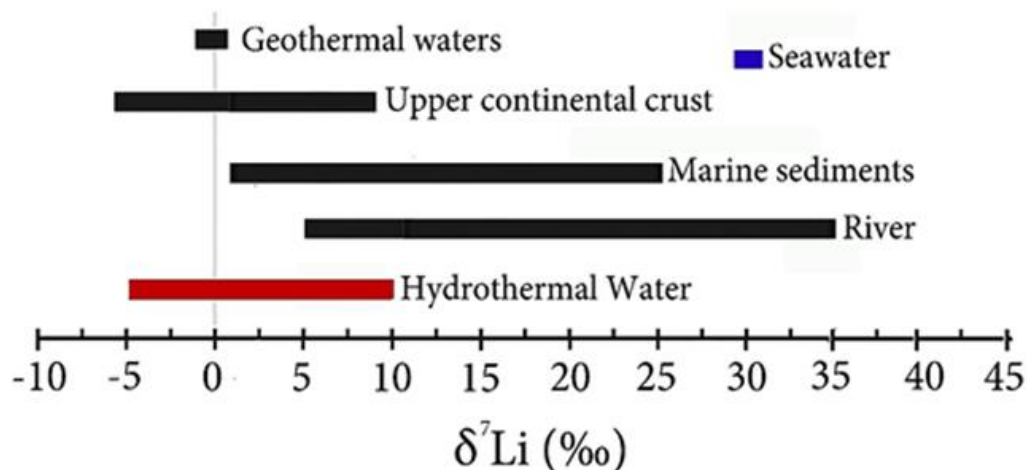 Geothermal waters
Seawater
Upper continental crust
Marine sediments
River
Hydrothermal Water
-10 -5 0 5 10 15 20 25 30 35 40 45
δ⁷Li (‰)